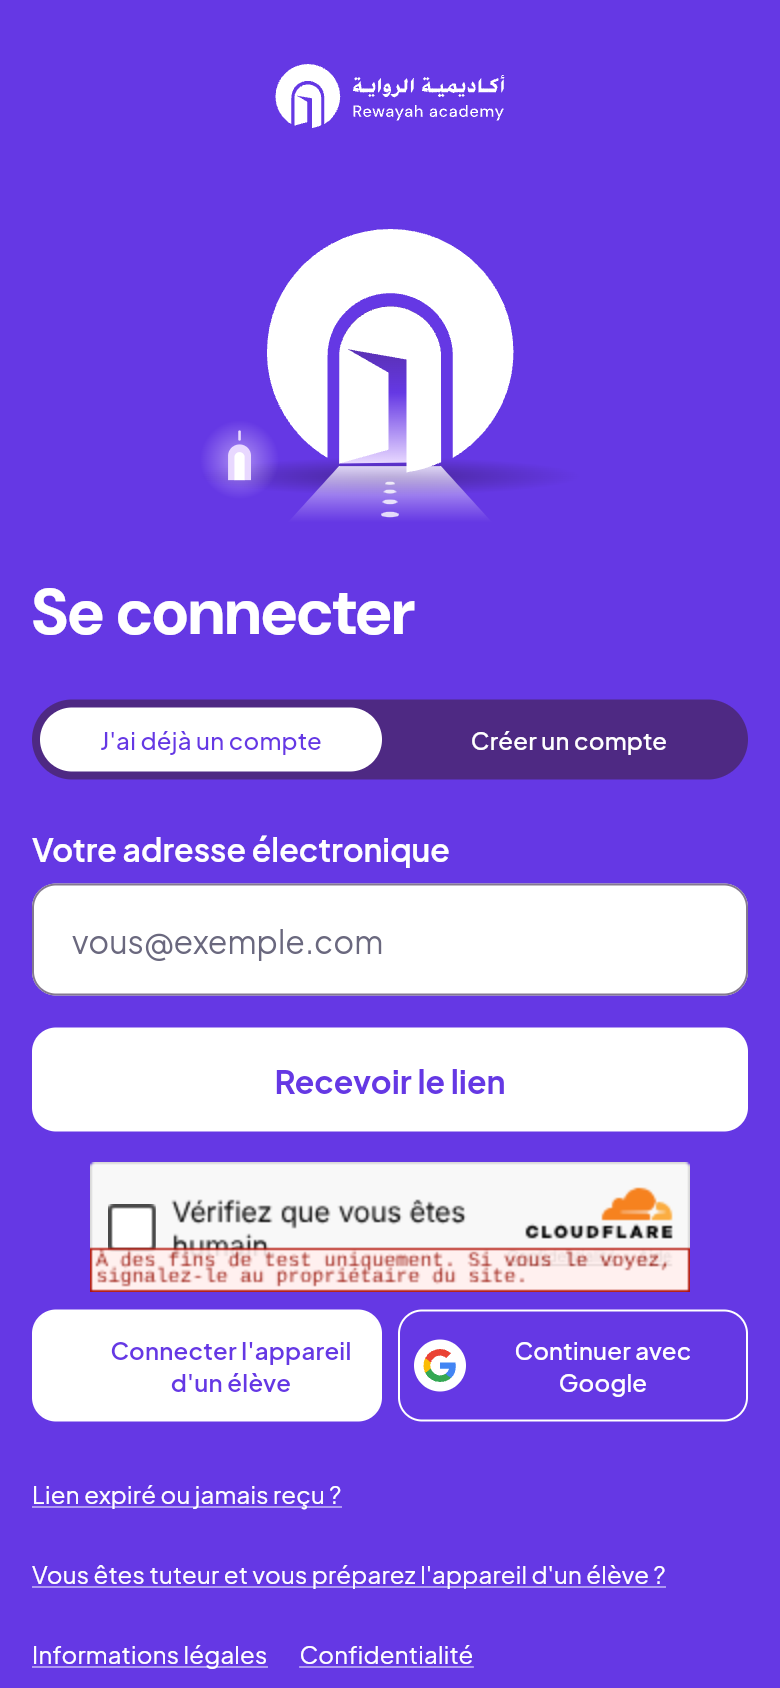 أكاديمية الرواية
Rewayah academy
Se connecter
J'ai déjà un compte
Créer un compte
Votre adresse électronique
vous@exemple.com
Recevoir le lien
Vérifiez que vous êtes
humain
CLOUDFLARE
À des fins de test uniquement. Si vous le voyez,
signalez-le au propriétaire du site.
Connecter l'appareil
d'un élève
Continuer avec
Google
Lien expiré ou jamais reçu ?
Vous êtes tuteur et vous préparez l'appareil d'un élève ?
Informations légales
Confidentialité